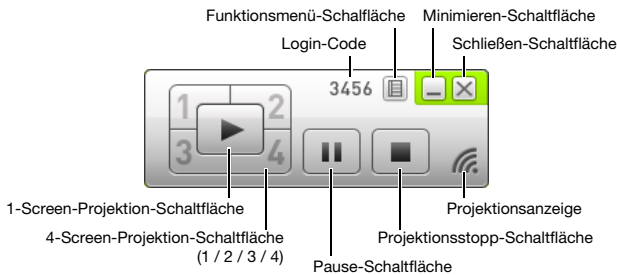 Funktionsmenü-Schalfläche Minimieren-Schaltfläche
Login-Code Schließen-Schaltfläche
3456
1 2
3 4
1-Screen-Projektion-Schaltfläche Projektionsanzeige
4-Screen-Projektion-Schaltfläche Projektionsstopp-Schaltfläche
(1 / 2 / 3 / 4)
Pause-Schaltfläche